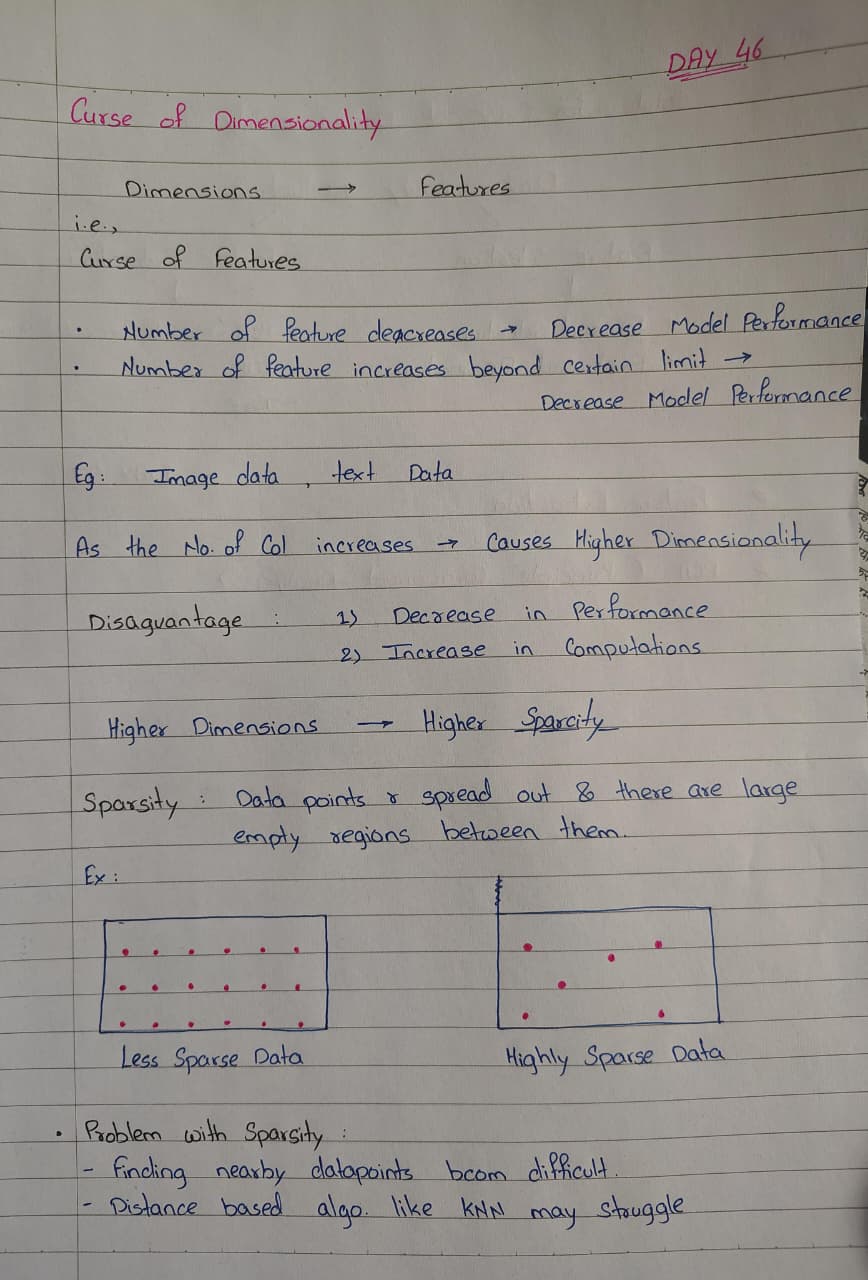 DAY 46
Curse of Dimensionality
Dimensions → Features
i.e.,
Curse of Features
• Number of feature deacreases → Decrease Model Performance
• Number of feature increases beyond certain limit →
Decrease Model Performance
Eg: Image data , text Data
As the No. of Col increases → Causes Higher Dimensionality
Disaguantage : 1) Decrease in Performance
2) Increase in Computations
Higher Dimensions → Higher Sparcity
Sparsity : Data points r spread out & there are large
empty regions between them.
Ex :
Less Sparse Data Highly Sparse Data
• Problem with Sparsity :
- Finding nearby datapoints bcom difficult.
- Distance based algo. like KNN may struggle